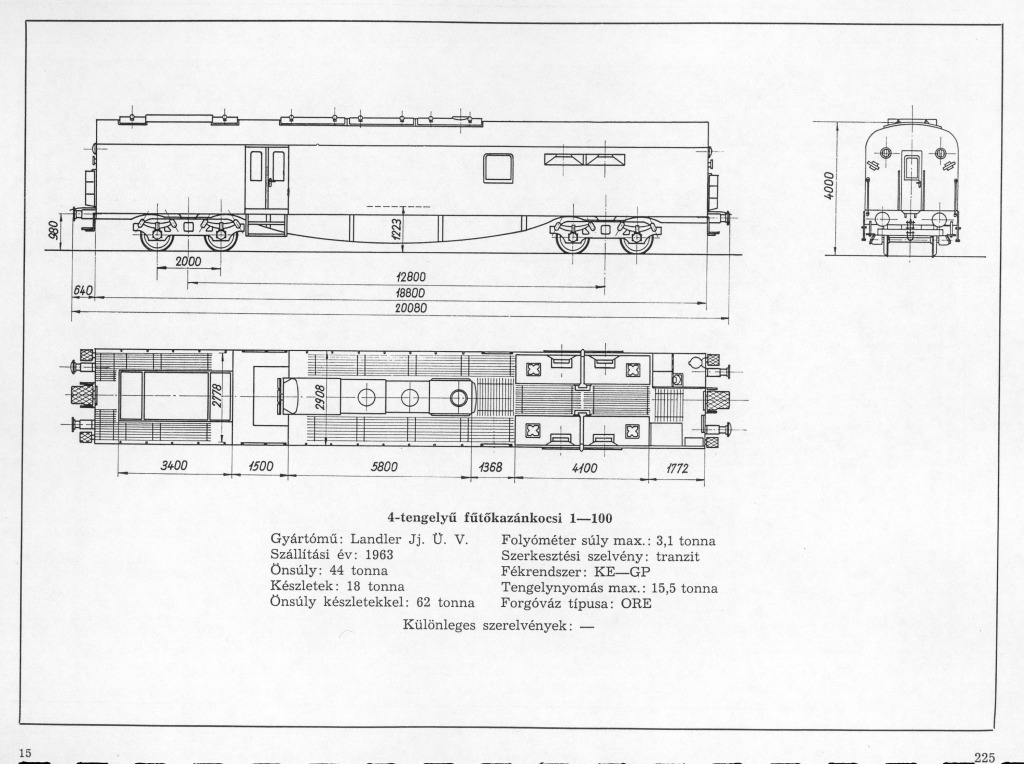 980
1223
4000
2000
12800
640
18800
20080
2778
2908
3400
1500
5800
1368
4100
1772
4-tengelyű fűtőkazánkocsi 1—100
Gyártómű: Landler Jj. Ü. V.
Szállítási év: 1963
Önsúly: 44 tonna
Készletek: 18 tonna
Önsúly készletekkel: 62 tonna
Folyóméter súly max.: 3,1 tonna
Szerkesztési szelvény: tranzit
Fékrendszer: KE—GP
Tengelynyomás max.: 15,5 tonna
Forgóváz típusa: ORE
Különleges szerelvények: —
15
225